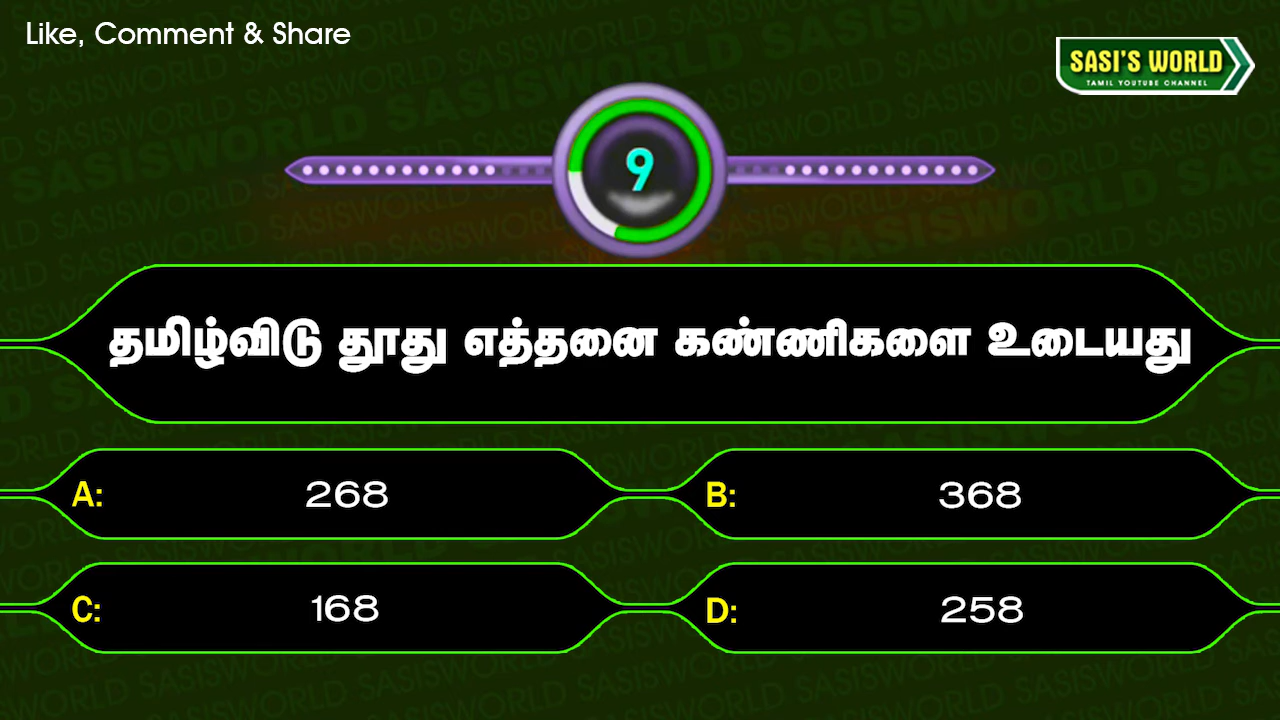 Like, Comment & Share
SASI'S WORLD
TAMIL YOUTUBE CHANNEL
9
தமிழ்விடு தூது எத்தனை கண்ணிகளை உடையது
A: 268
B: 368
C: 168
D: 258